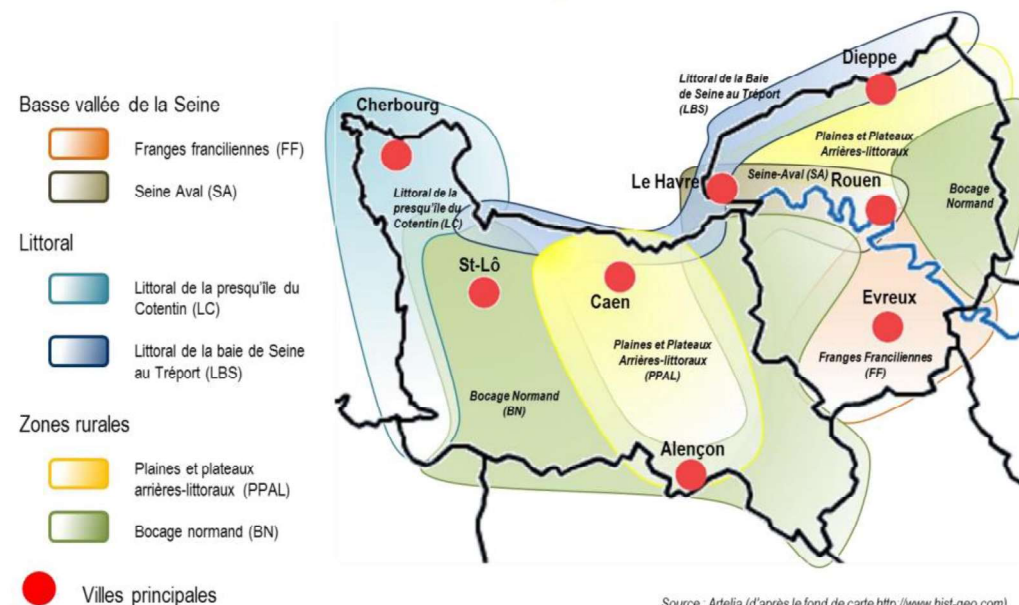 Basse vallée de la Seine
Franges franciliennes (FF)
Seine Aval (SA)
Littoral
Littoral de la presqu'île du
Cotentin (LC)
Littoral de la baie de Seine
au Tréport (LBS)
Zones rurales
Plaines et plateaux
arrières-littoraux (PPAL)
Bocage normand (BN)
Villes principales
Cherbourg
Littoral de la
presqu'île du
Cotentin (LC)
St-Lô
Caen
Bocage Normand
(BN)
Plaines et Plateaux
Arrières-littoraux
(PPAL)
Alençon
Littoral de la Baie
de Seine au Tréport
(LBS)
Dieppe
Plaines et Plateaux
Arrières-littoraux
Le Havre
Seine-Aval (SA)
Rouen
Bocage
Normand
Evreux
Franges Franciliennes
(FF)
Source : Artelia (d'après le fond de carte http://www.hist-geo.com)